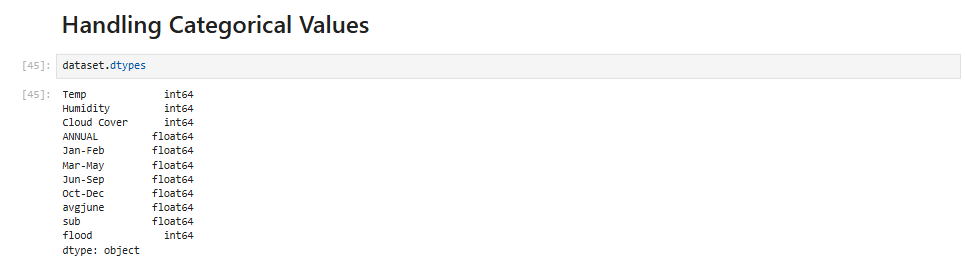 Handling Categorical Values
[45]: dataset.dtypes
[45]: Temp int64
Humidity int64
Cloud Cover int64
ANNUAL float64
Jan-Feb float64
Mar-May float64
Jun-Sep float64
Oct-Dec float64
avgjune float64
sub float64
flood int64
dtype: object